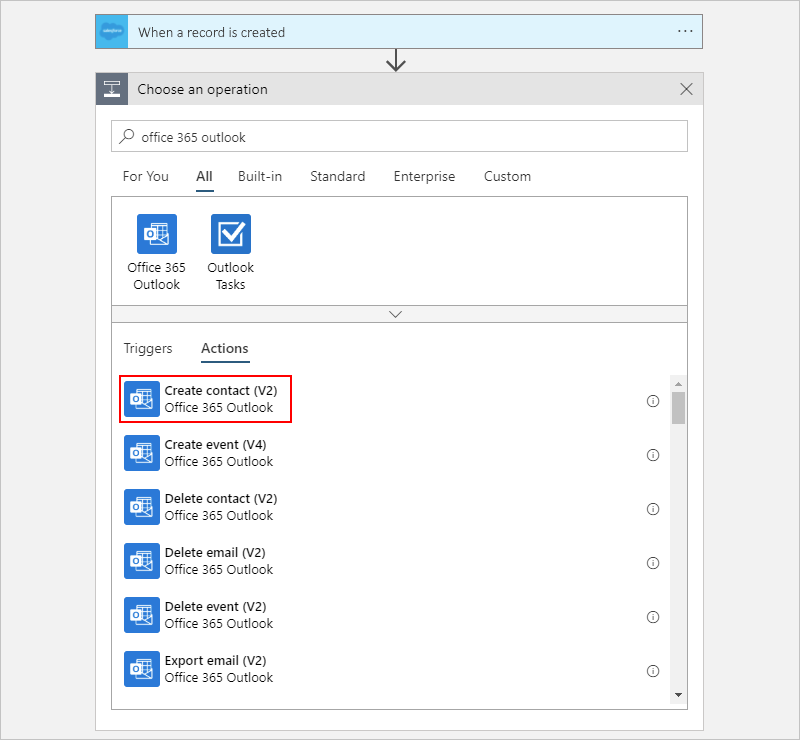 When a record is created
Choose an operation
office 365 outlook
For You All Built-in Standard Enterprise Custom
Office 365 Outlook
Outlook Tasks
Triggers Actions
Create contact (V2)
Office 365 Outlook
Create event (V4)
Office 365 Outlook
Delete contact (V2)
Office 365 Outlook
Delete email (V2)
Office 365 Outlook
Delete event (V2)
Office 365 Outlook
Export email (V2)
Office 365 Outlook